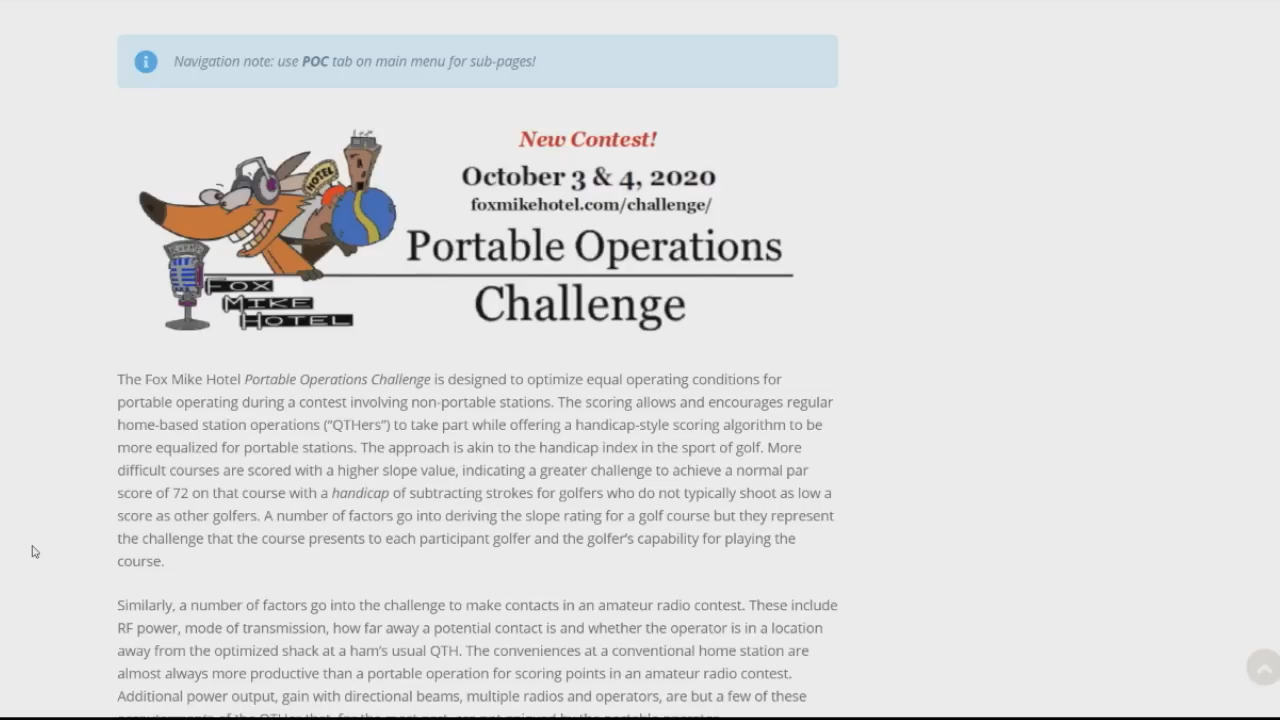 Navigation note: use POC tab on main menu for sub-pages!
New Contest!
October 3 & 4, 2020
foxmikehotel.com/challenge/
Portable Operations
Challenge
HOTEL
FOX
MIKE
HOTEL
The Fox Mike Hotel Portable Operations Challenge is designed to optimize equal operating conditions for
portable operating during a contest involving non-portable stations. The scoring allows and encourages regular
home-based station operations (“QTHers”) to take part while offering a handicap-style scoring algorithm to be
more equalized for portable stations. The approach is akin to the handicap index in the sport of golf. More
difficult courses are scored with a higher slope value, indicating a greater challenge to achieve a normal par
score of 72 on that course with a handicap of subtracting strokes for golfers who do not typically shoot as low a
score as other golfers. A number of factors go into deriving the slope rating for a golf course but they represent
the challenge that the course presents to each participant golfer and the golfer’s capability for playing the
course.
Similarly, a number of factors go into the challenge to make contacts in an amateur radio contest. These include
RF power, mode of transmission, how far away a potential contact is and whether the operator is in a location
away from the optimized shack at a ham’s usual QTH. The conveniences at a conventional home station are
almost always more productive than a portable operation for scoring points in an amateur radio contest.
Additional power output, gain with directional beams, multiple radios and operators, are but a few of these